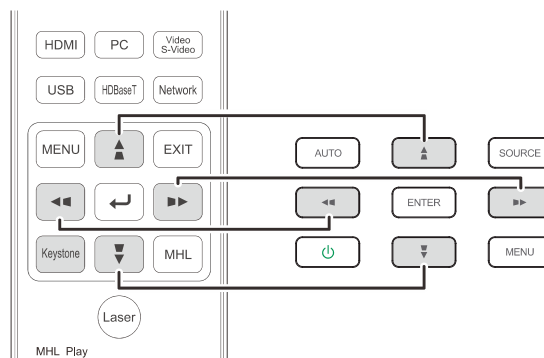 HDMI
PC
Video
S-Video
USB
HDBaseT
Network
MENU
EXIT
Keystone
MHL
Laser
MHL Play
AUTO
SOURCE
ENTER
MENU